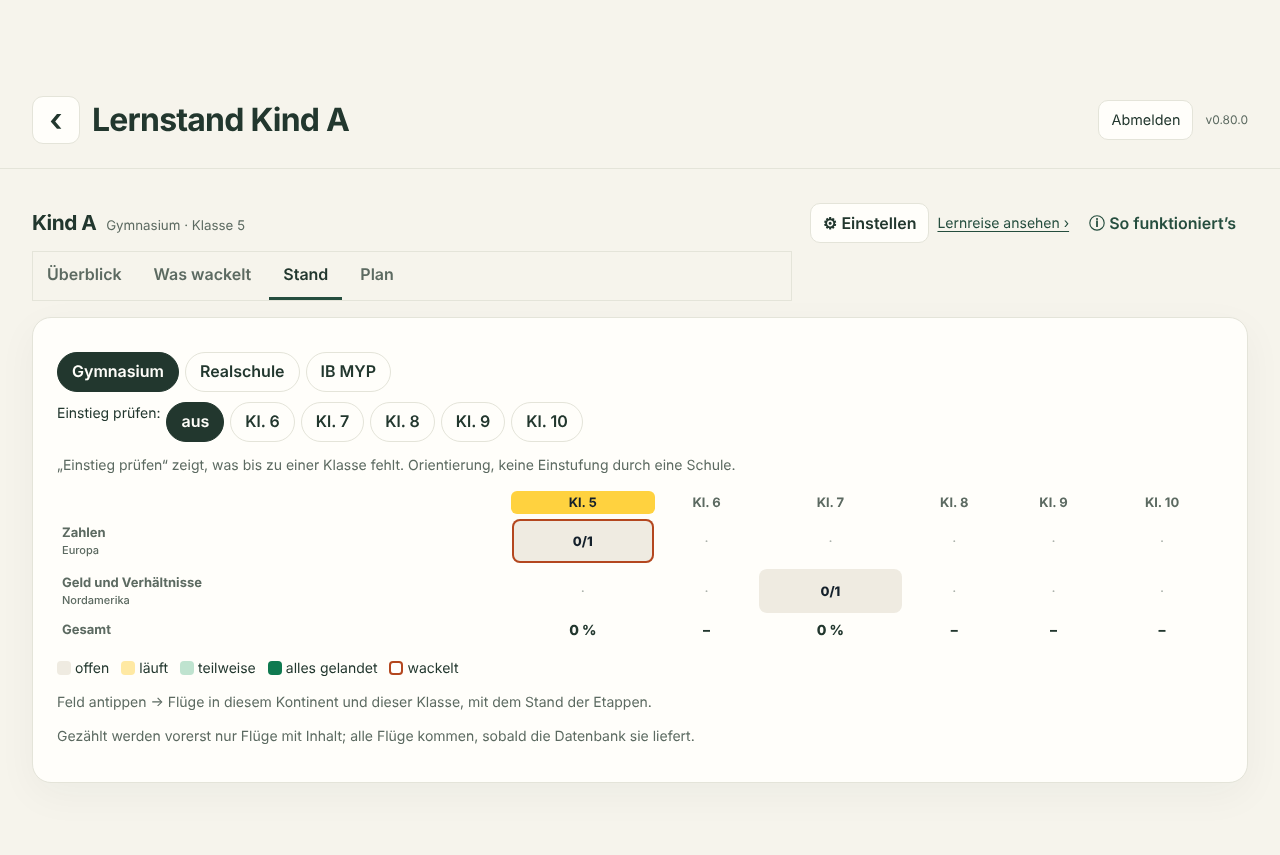 ‹ Lernstand Kind A
Abmelden v0.80.0
Kind A Gymnasium · Klasse 5
⚙ Einstellen Lernreise ansehen › ⓘ So funktioniert’s
Überblick Was wackelt Stand Plan
Gymnasium Realschule IB MYP
Einstieg prüfen: aus Kl. 6 Kl. 7 Kl. 8 Kl. 9 Kl. 10
„Einstieg prüfen“ zeigt, was bis zu einer Klasse fehlt. Orientierung, keine Einstufung durch eine Schule.
Kl. 5 Kl. 6 Kl. 7 Kl. 8 Kl. 9 Kl. 10
Zahlen
Europa
0/1 · · · · ·
Geld und Verhältnisse
Nordamerika
· · 0/1 · · ·
Gesamt 0 % – 0 % – – –
offen läuft teilweise alles gelandet wackelt
Feld antippen → Flüge in diesem Kontinent und dieser Klasse, mit dem Stand der Etappen.
Gezählt werden vorerst nur Flüge mit Inhalt; alle Flüge kommen, sobald die Datenbank sie liefert.